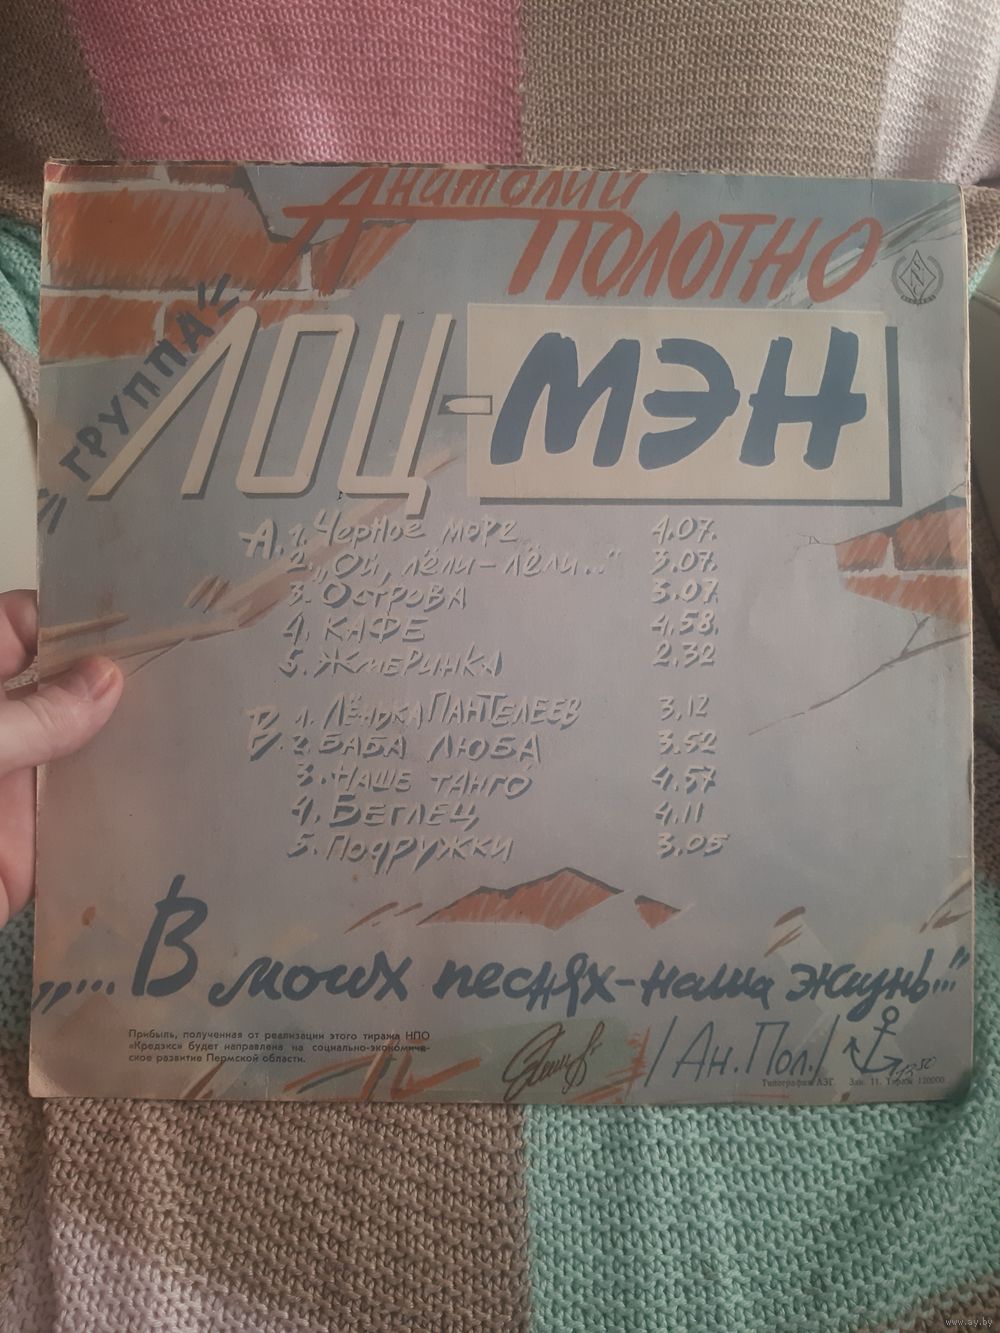 Анатолий
ПОЛОТНО
"ГРУППА"
ЛОЦ-МЭН
А. 1. Черное море 4.07.
2. „Ой, лёли-лёли.." 3.07.
3. Острова 3.07.
4. КАФЕ 4.58.
5. Жмеринка 2.32
В. 1. Лёнька Пантелеев 3.12
2. БАБА ЛЮБА 3.52
3. Наше танго 4.57
4. Беглец 4.11
5. Подружки 3.05
„...В моих песнях-наша жизнь..."
Прибыль, полученная от реализации этого тиража НПО
«Кредэкс» будет направлена на социально-экономиче-
ское развитие Пермской области.
/Ан. Пол./
Типография АЗГ. Зак. 11. Тираж 120000
www.ay.by